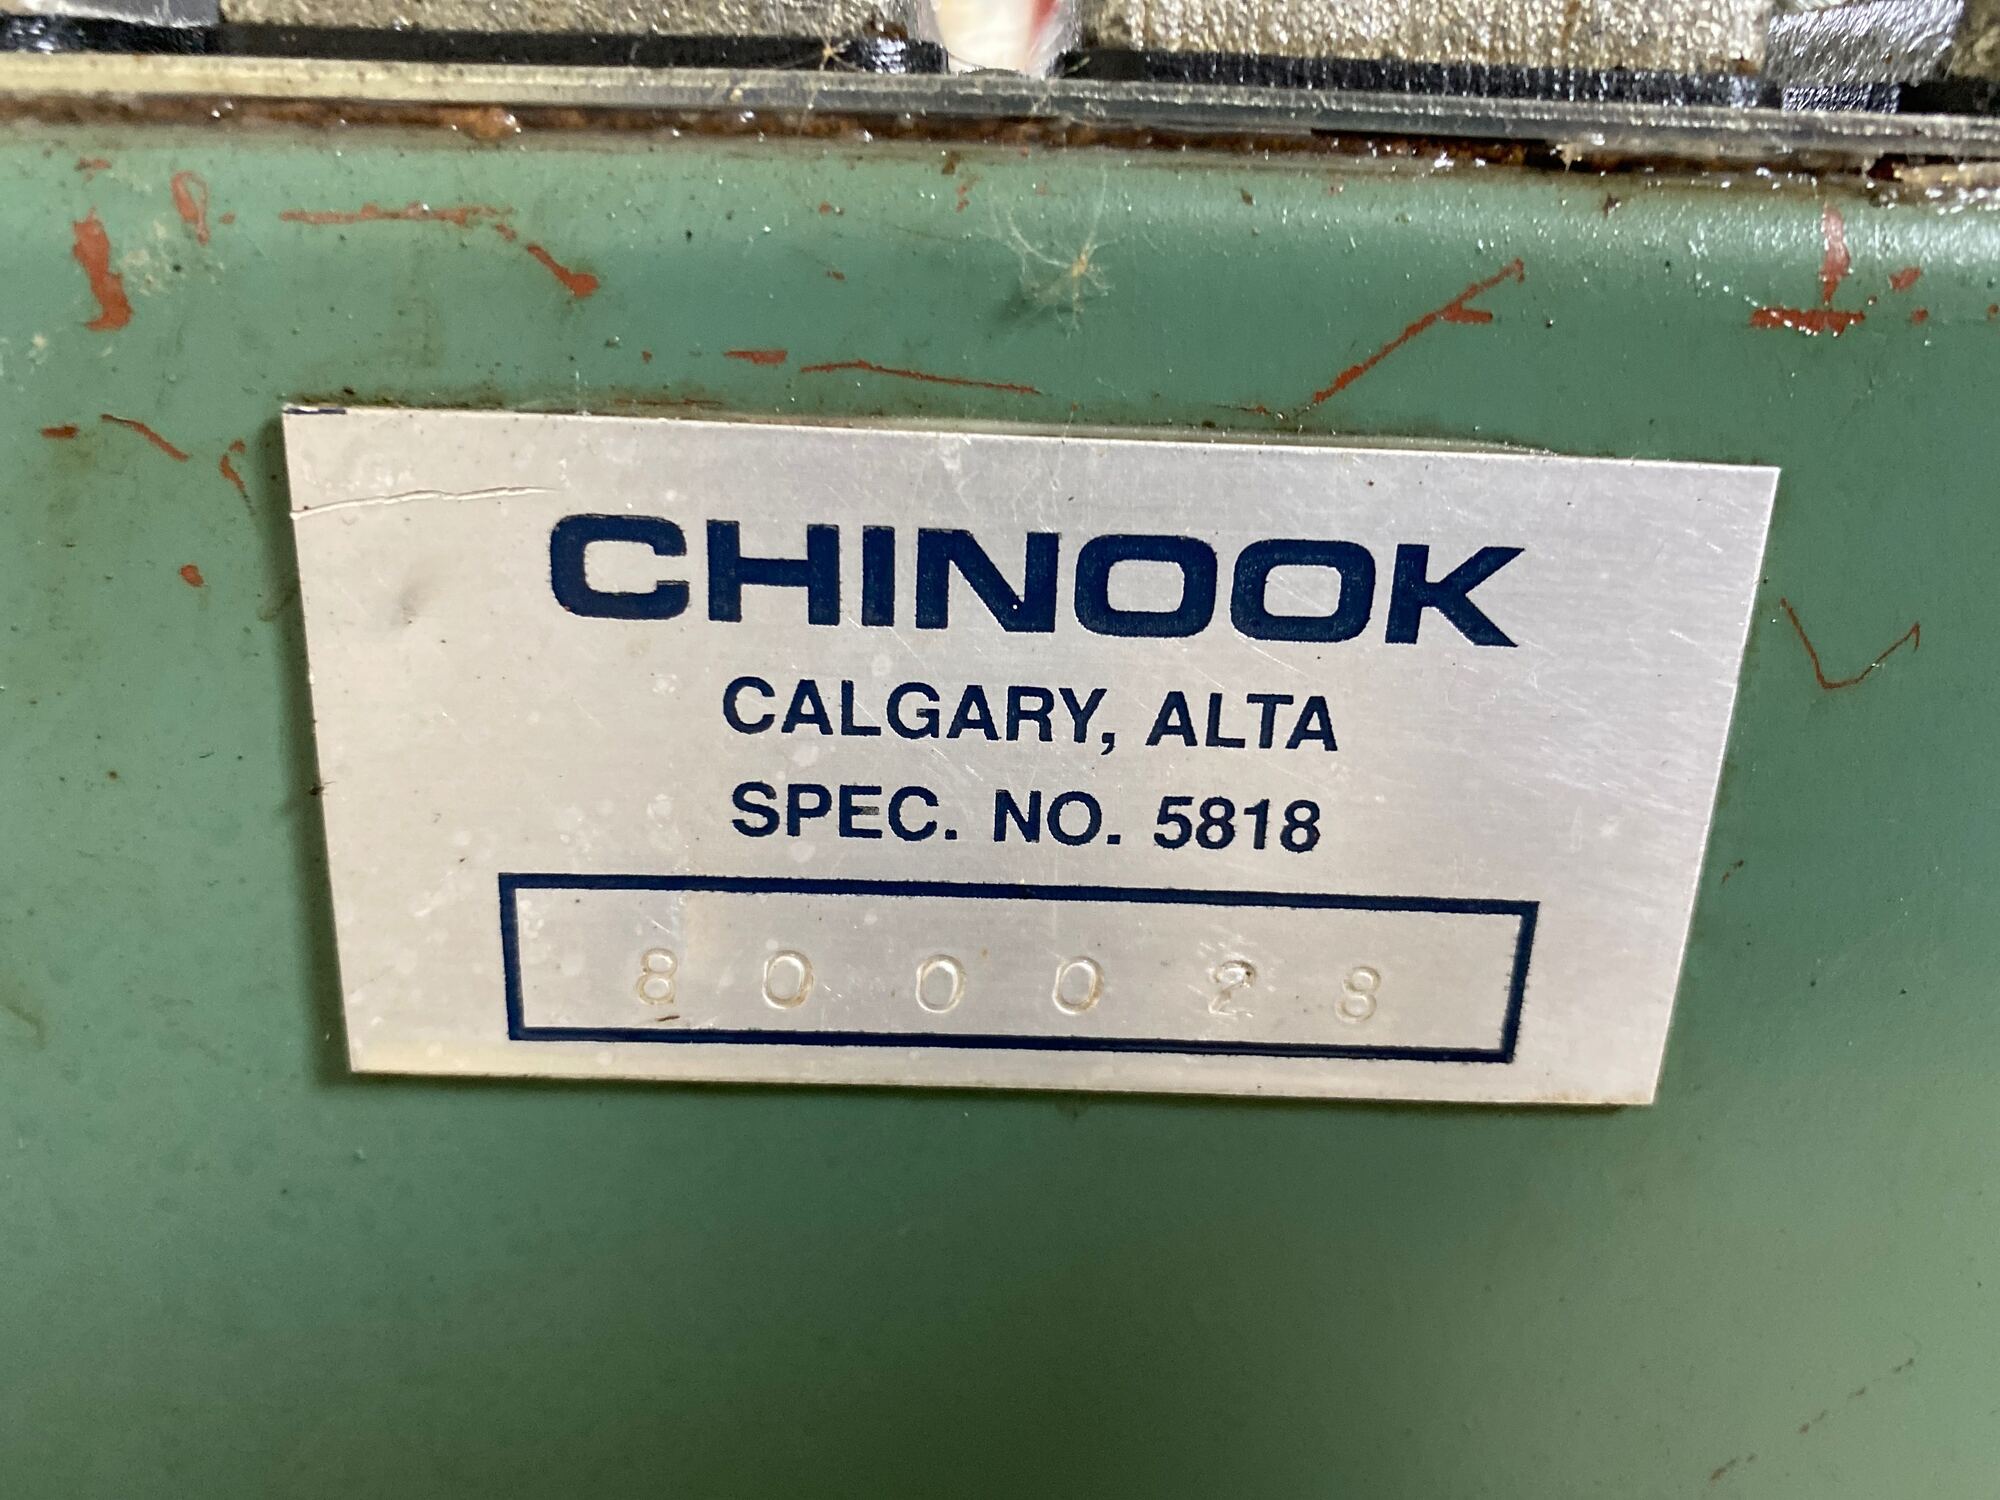 CHINOOK
CALGARY, ALTA
SPEC. NO. 5818
800028